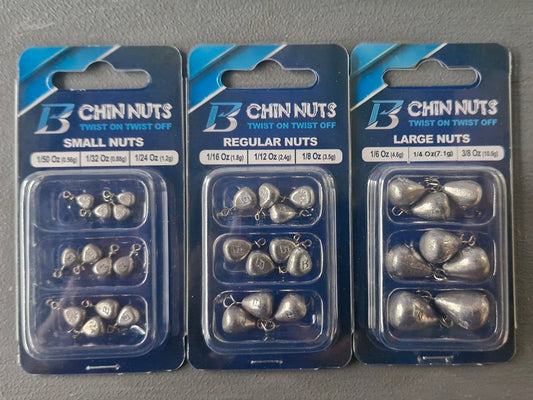 B CHIN NUTS
TWIST ON TWIST OFF
SMALL NUTS
1/50 Oz (0.56g) 1/32 Oz (0.88g) 1/24 Oz (1.2g)
B CHIN NUTS
TWIST ON TWIST OFF
REGULAR NUTS
1/16 Oz (1.8g) 1/12 Oz (2.4g) 1/8 Oz (3.5g)
B CHIN NUTS
TWIST ON TWIST OFF
LARGE NUTS
1/6 Oz (4.6g) 1/4 Oz(7.1g) 3/8 Oz (10.6g)